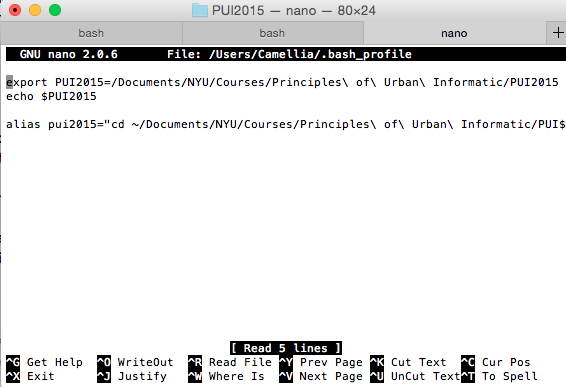 PUI2015 — nano — 80×24
bash bash nano +
GNU nano 2.0.6 File: /Users/Camellia/.bash_profile
export PUI2015=/Documents/NYU/Courses/Principles\ of\ Urban\ Informatic/PUI2015
echo $PUI2015
alias pui2015="cd ~/Documents/NYU/Courses/Principles\ of\ Urban\ Informatic/PUI$
[ Read 5 lines ]
^G Get Help ^O WriteOut ^R Read File ^Y Prev Page ^K Cut Text ^C Cur Pos
^X Exit ^J Justify ^W Where Is ^V Next Page ^U UnCut Text ^T To Spell